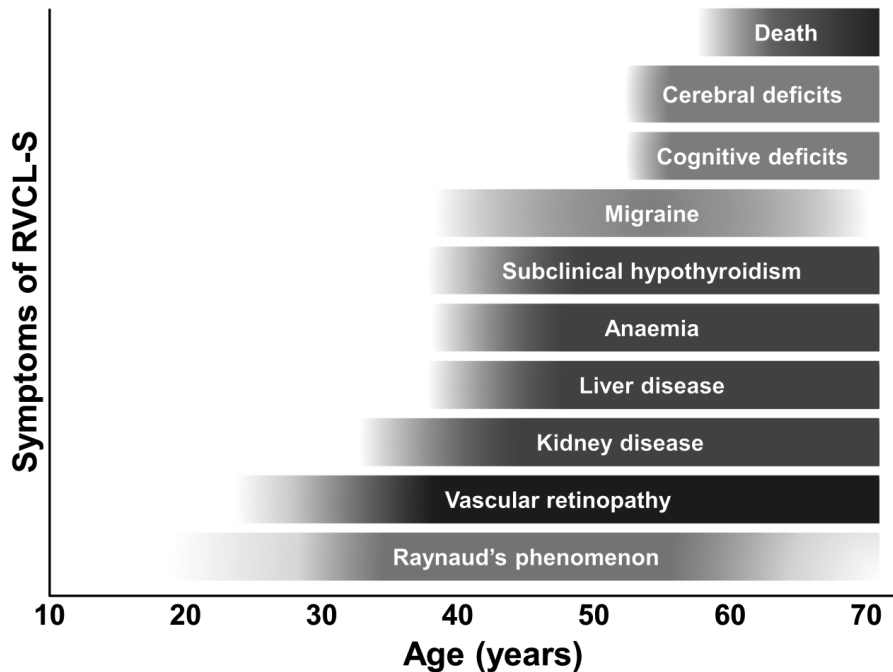 Symptoms of RVCL-S
Death
Cerebral deficits
Cognitive deficits
Migraine
Subclinical hypothyroidism
Anaemia
Liver disease
Kidney disease
Vascular retinopathy
Raynaud’s phenomenon
10 20 30 40 50 60 70
Age (years)